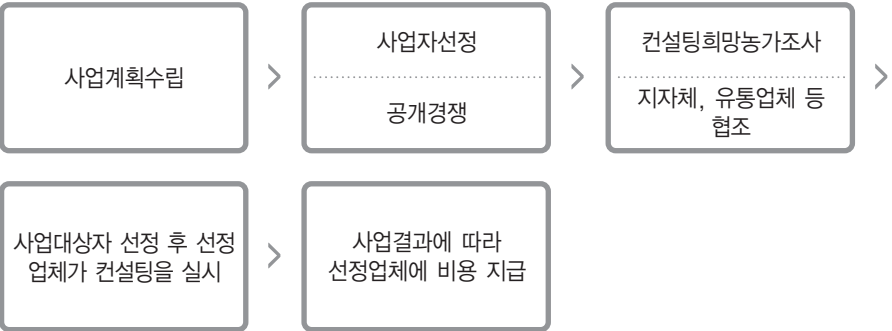 사업계획수립
사업자선정
공개경쟁
컨설팅희망농가조사
지자체, 유통업체 등
협조
사업대상자 선정 후 선정
업체가 컨설팅을 실시
사업결과에 따라
선정업체에 비용 지급